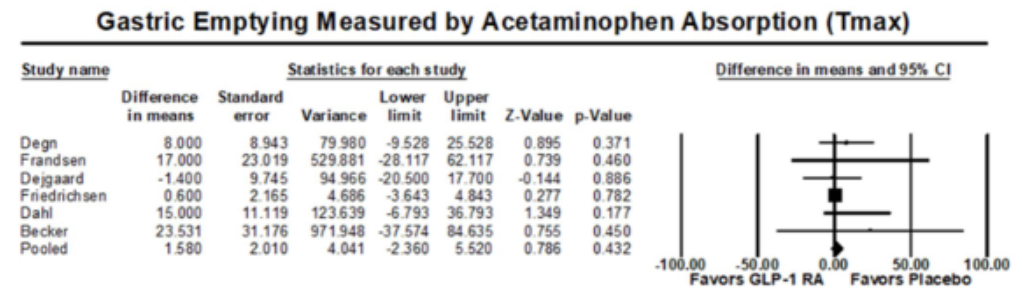 Gastric Emptying Measured by Acetaminophen Absorption (Tmax)
Study name Statistics for each study Difference in means and 95% CI
Difference Standard Lower Upper
in means error Variance limit limit Z-Value p-Value
Degn 8.000 8.943 79.980 -9.528 25.528 0.895 0.371
Frandsen 17.000 23.019 529.881 -28.117 62.117 0.739 0.460
Dejgaard -1.400 9.745 94.966 -20.500 17.700 -0.144 0.886
Friedrichsen 0.600 2.165 4.686 -3.643 4.843 0.277 0.782
Dahl 15.000 11.119 123.639 -6.793 36.793 1.349 0.177
Becker 23.531 31.176 971.948 -37.574 84.635 0.755 0.450
Pooled 1.580 2.010 4.041 -2.360 5.520 0.786 0.432
-100.00 -50.00 0.00 50.00 100.00
Favors GLP-1 RA Favors Placebo